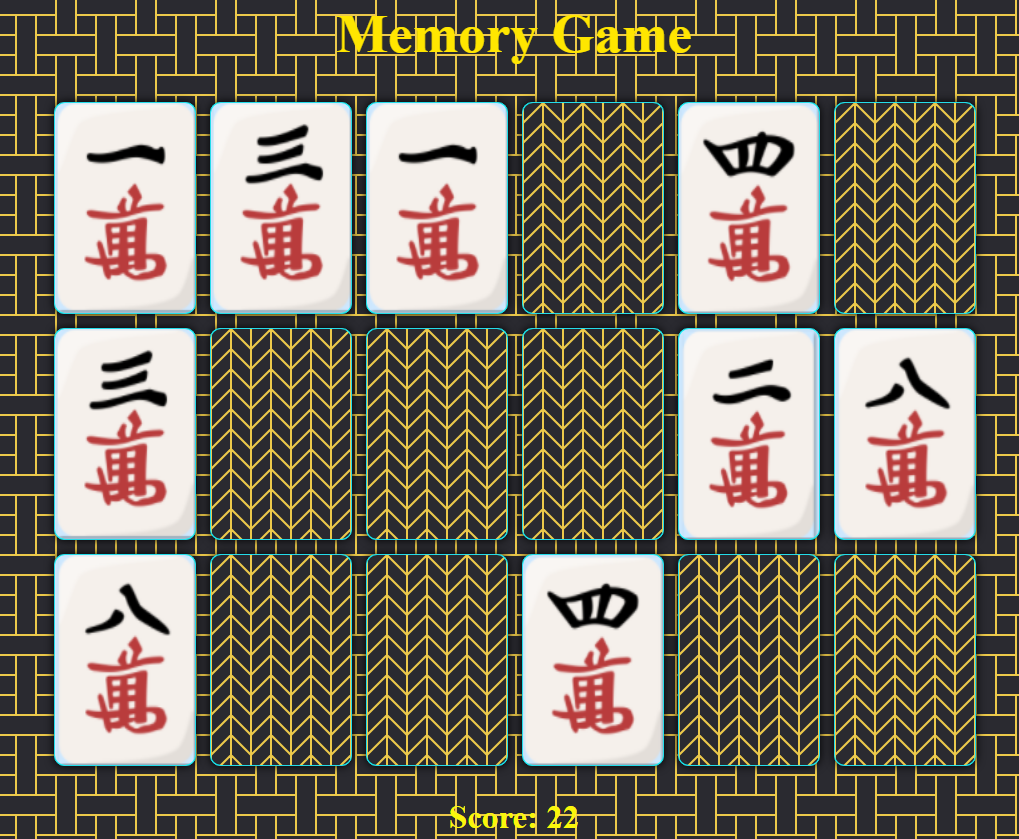 Memory Game
一 三 一 四
萬 萬 萬 萬
三 二 八
萬 萬 萬
八 四
萬 萬
Score: 22